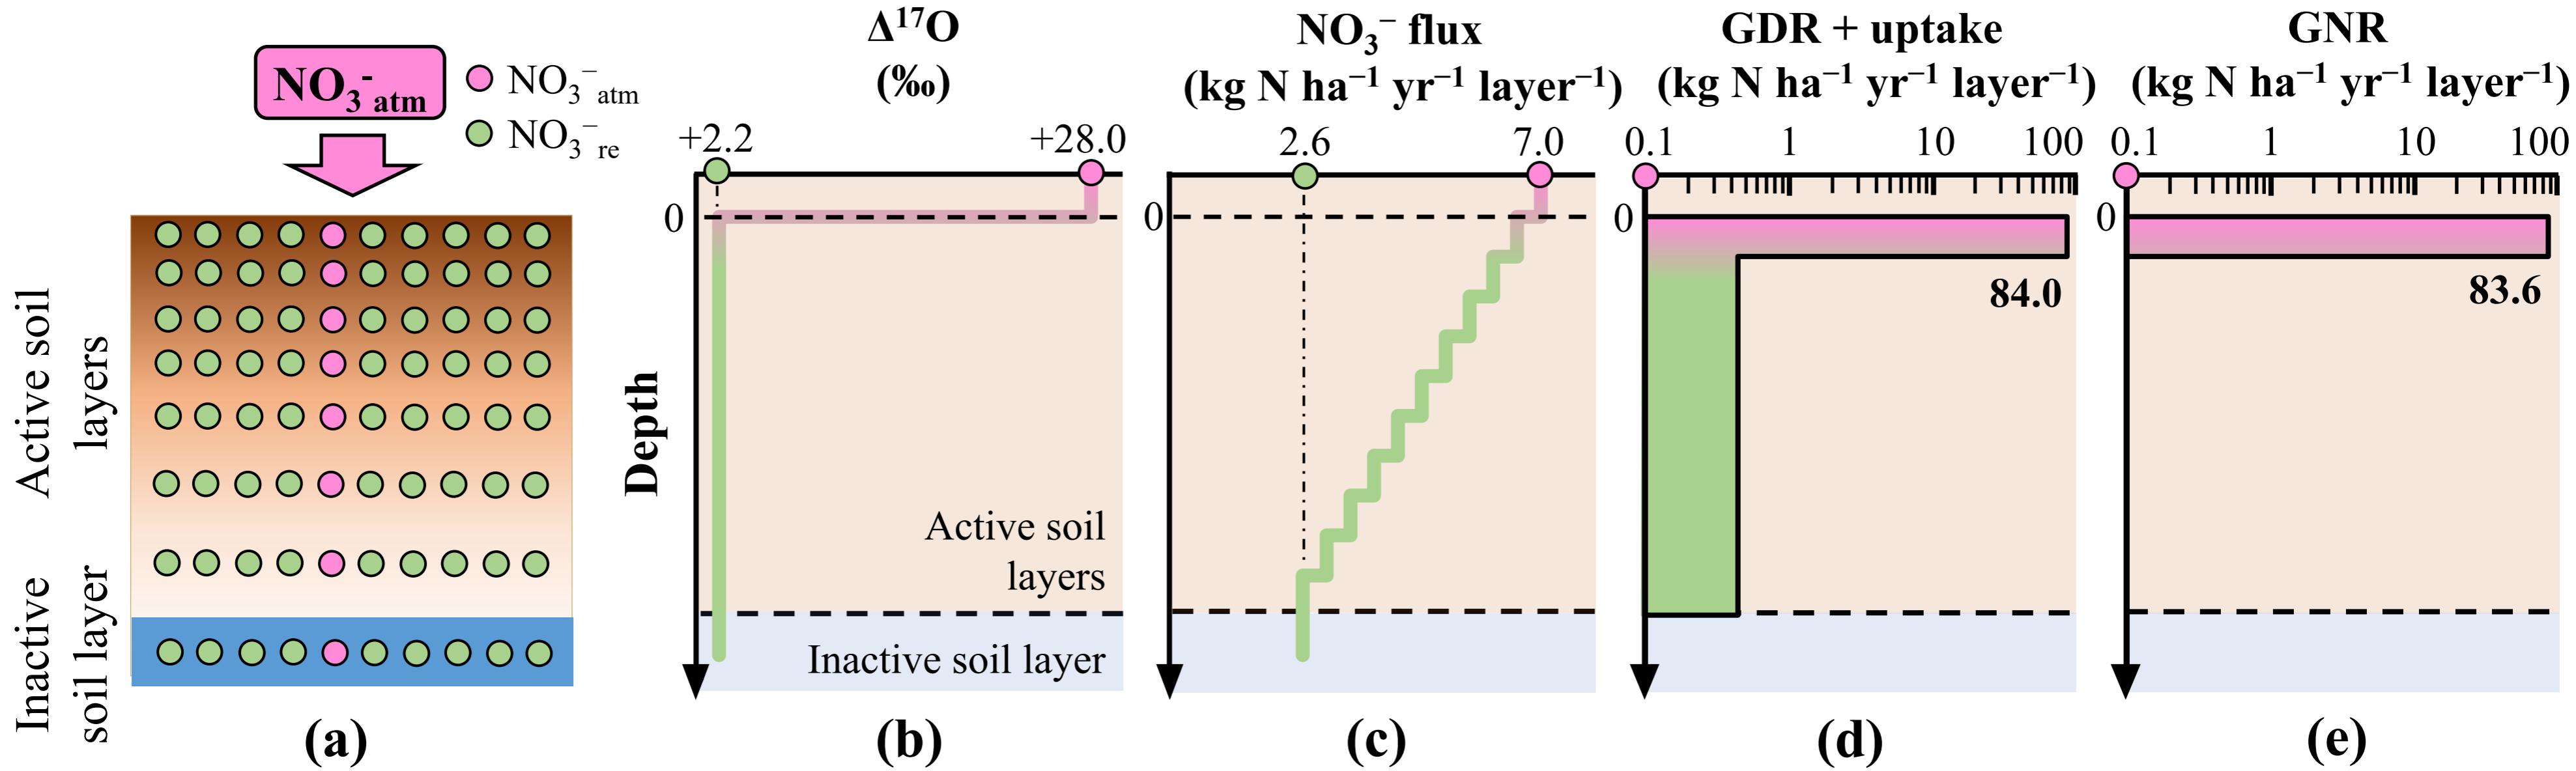 NO₃⁻atm
NO₃⁻atm
NO₃⁻re
Active soil
layers
Inactive
soil layer
(a)
Δ¹⁷O
(‰)
+2.2 +28.0
0
Depth
Active soil
layers
Inactive soil layer
(b)
NO₃⁻ flux
(kg N ha⁻¹ yr⁻¹ layer⁻¹)
2.6 7.0
0
(c)
GDR + uptake
(kg N ha⁻¹ yr⁻¹ layer⁻¹)
0.1 1 10 100
0
84.0
(d)
GNR
(kg N ha⁻¹ yr⁻¹ layer⁻¹)
0.1 1 10 100
0
83.6
(e)